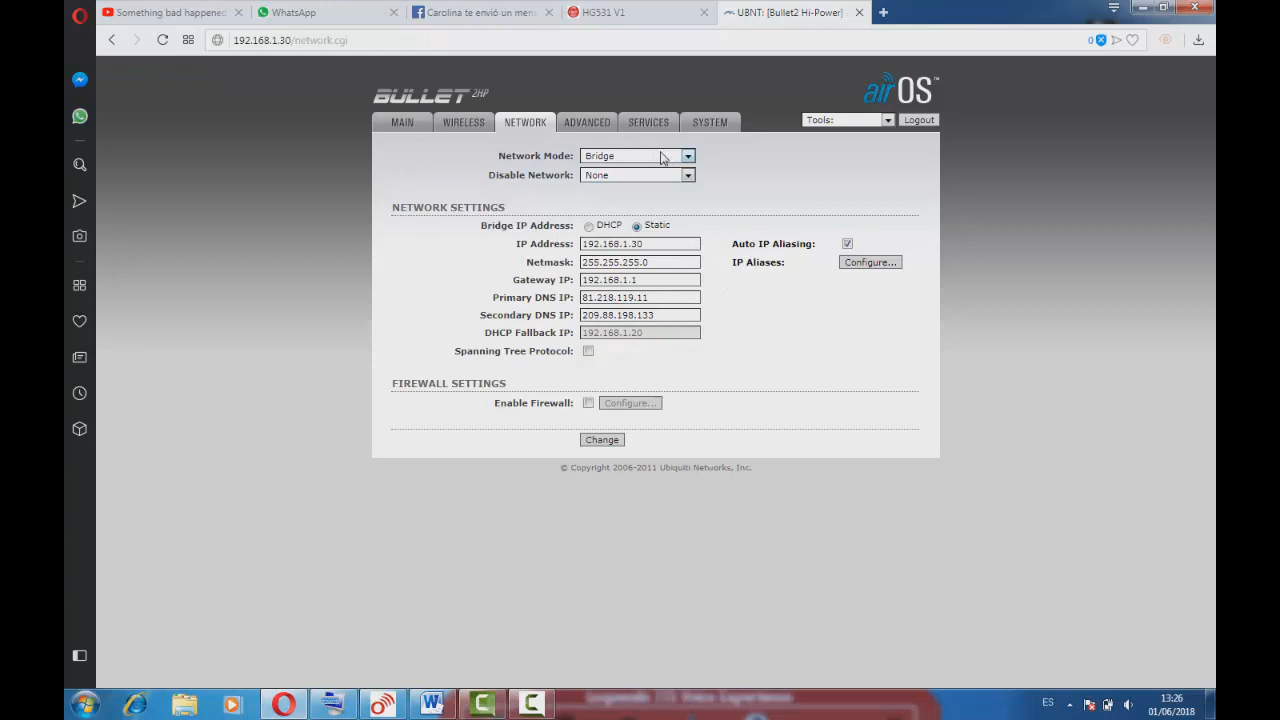 Something bad happened
WhatsApp
Carolina te envió un mens
HG531 V1
UBNT: [Bullet2 Hi-Power]
192.168.1.30/network.cgi
0
BULLET 2HP
airOS™
MAIN
WIRELESS
NETWORK
ADVANCED
SERVICES
SYSTEM
Tools:
Logout
Network Mode: Bridge
Disable Network: None
NETWORK SETTINGS
Bridge IP Address: DHCP Static
IP Address: 192.168.1.30
Auto IP Aliasing:
Netmask: 255.255.255.0
IP Aliases: Configure...
Gateway IP: 192.168.1.1
Primary DNS IP: 81.218.119.11
Secondary DNS IP: 209.88.198.133
DHCP Fallback IP: 192.168.1.20
Spanning Tree Protocol:
FIREWALL SETTINGS
Enable Firewall: Configure...
Change
© Copyright 2006-2011 Ubiquiti Networks, Inc.
ES
13:26
01/06/2018